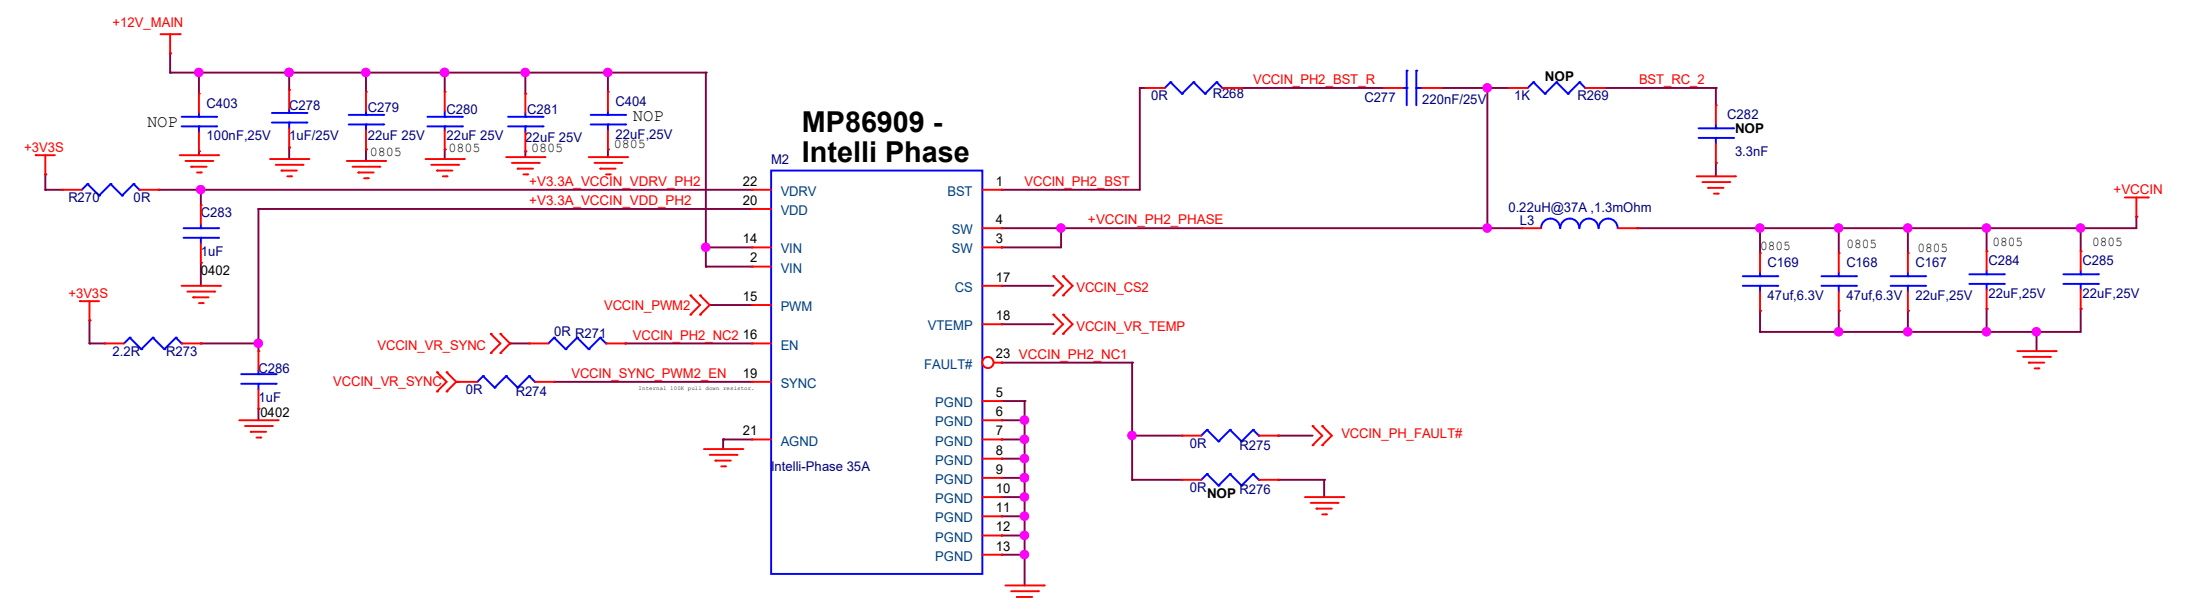 +12V_MAIN
C403
NOP
100nF,25V
C278
1uF/25V
C279
22uF 25V
0805
C280
22uF 25V
0805
C281
22uF 25V
0805
C404
NOP
22uF,25V
0805
MP86909 -
Intelli Phase
M2
+3V3S
R270
0R
+V3.3A_VCCIN_VDRV_PH2
22
VDRV
+V3.3A_VCCIN_VDD_PH2
20
VDD
C283
1uF
0402
14
VIN
2
VIN
VCCIN_PWM2
15
PWM
+3V3S
2.2R
R273
C286
1uF
0402
VCCIN_VR_SYNC
0R
R271
VCCIN_PH2_NC2
16
EN
VCCIN_VR_SYNC
0R
R274
VCCIN_SYNC_PWM2_EN
19
SYNC
Internal 100K pull down resistor.
21
AGND
Intelli-Phase 35A
BST
1
VCCIN_PH2_BST
0R
R268
VCCIN_PH2_BST_R
C277
220nF/25V
NOP
1K
R269
BST_RC_2
C282
NOP
3.3nF
SW
4
+VCCIN_PH2_PHASE
SW
3
0.22uH@37A ,1.3mOhm
L3
+VCCIN
0805
C169
47uf,6.3V
0805
C168
47uf,6.3V
0805
C167
22uF,25V
0805
C284
22uF,25V
0805
C285
22uF,25V
CS
17
VCCIN_CS2
VTEMP
18
VCCIN_VR_TEMP
FAULT#
23
VCCIN_PH2_NC1
0R
R275
VCCIN_PH_FAULT#
0R
NOP
R276
PGND
5
PGND
6
PGND
7
PGND
8
PGND
9
PGND
10
PGND
11
PGND
12
PGND
13